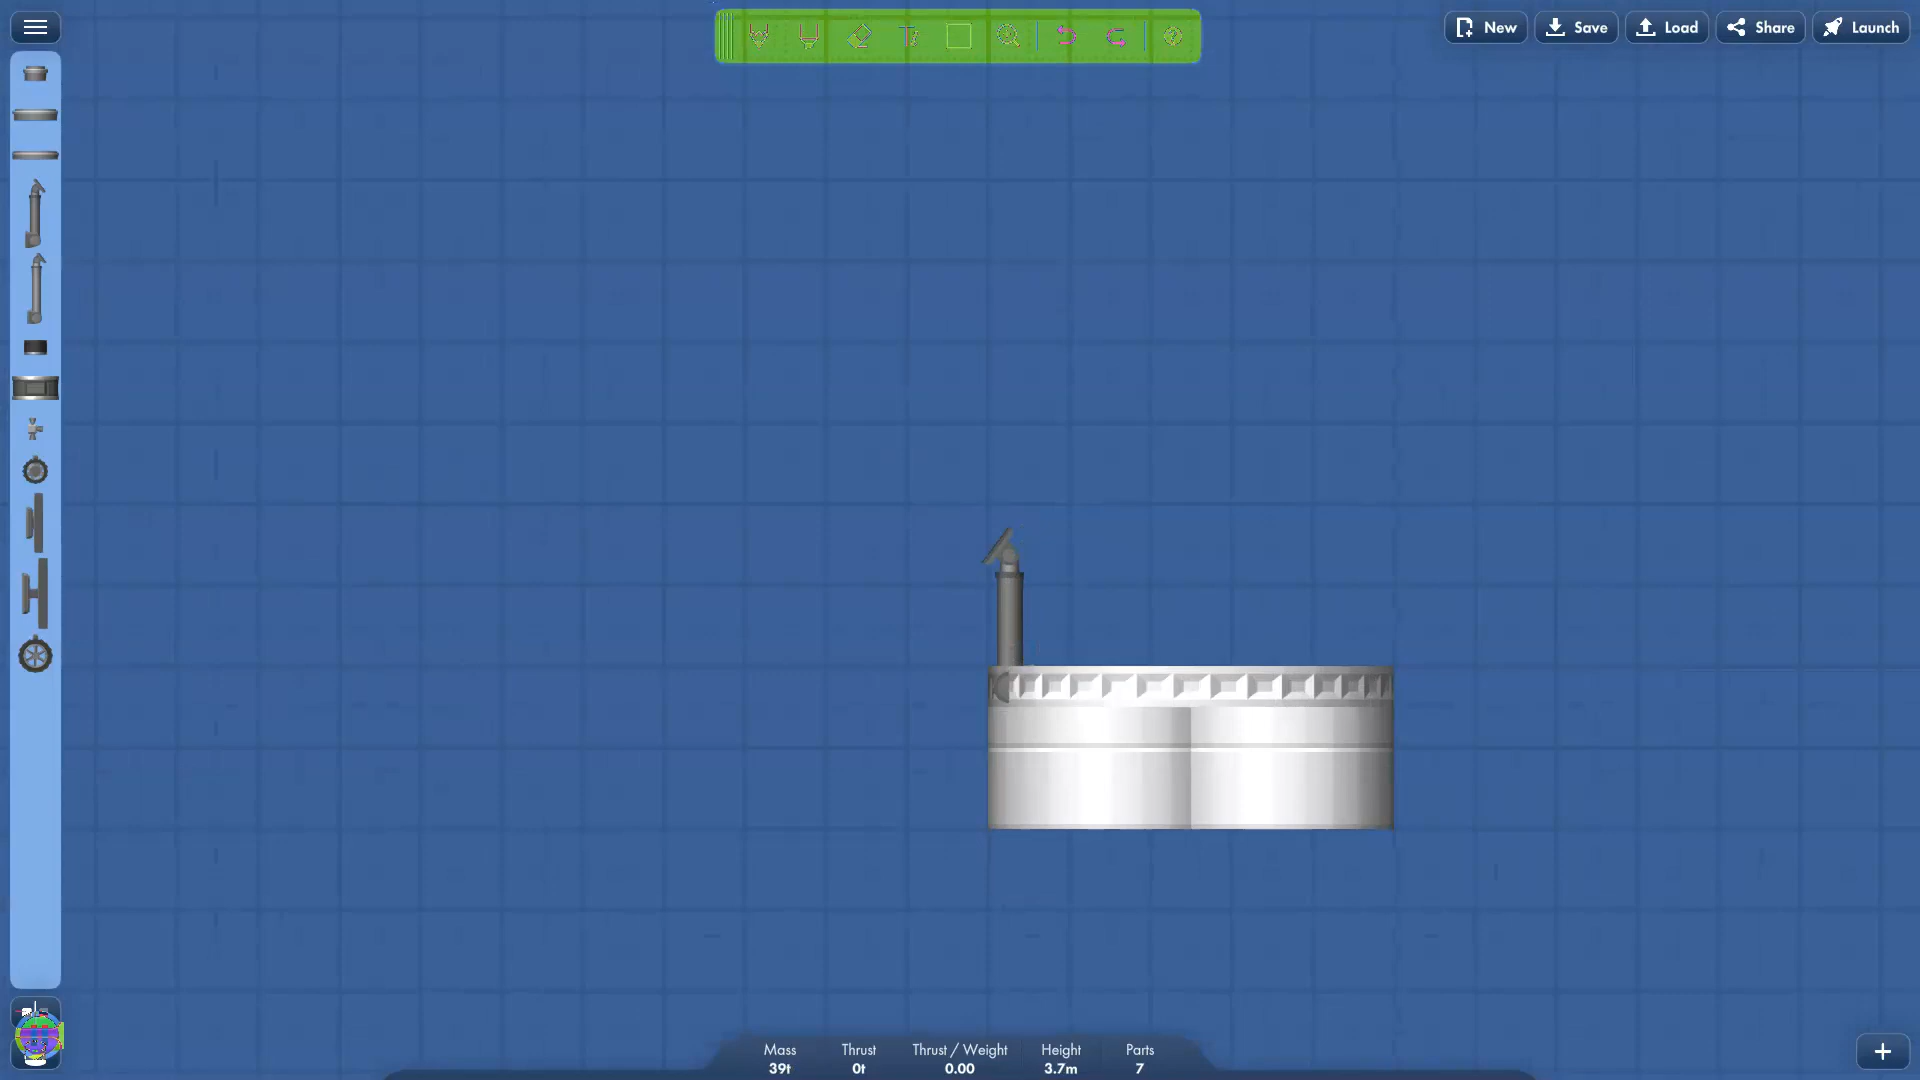 New
Save
Load
Share
Launch
Mass
39t
Thrust
0t
Thrust / Weight
0.00
Height
3.7m
Parts
7